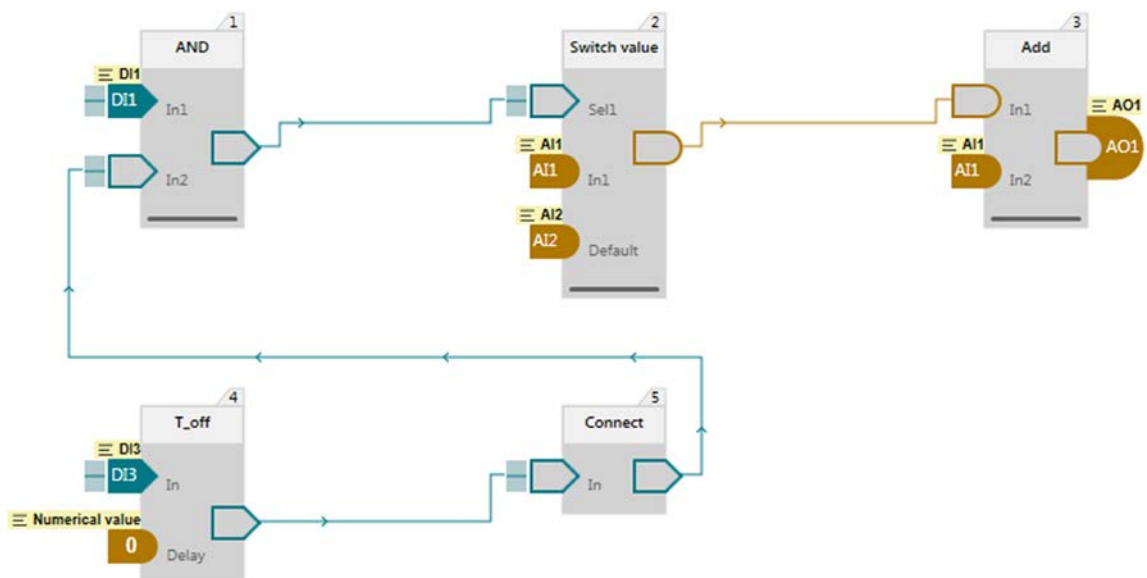 1
AND
DI1
DI1
In1
In2
2
Switch value
Sel1
AI1
AI1
In1
AI2
AI2
Default
3
Add
In1
AO1
AO1
AI1
AI1
In2
4
T_off
DI3
DI3
In
Numerical value
0
Delay
5
Connect
In